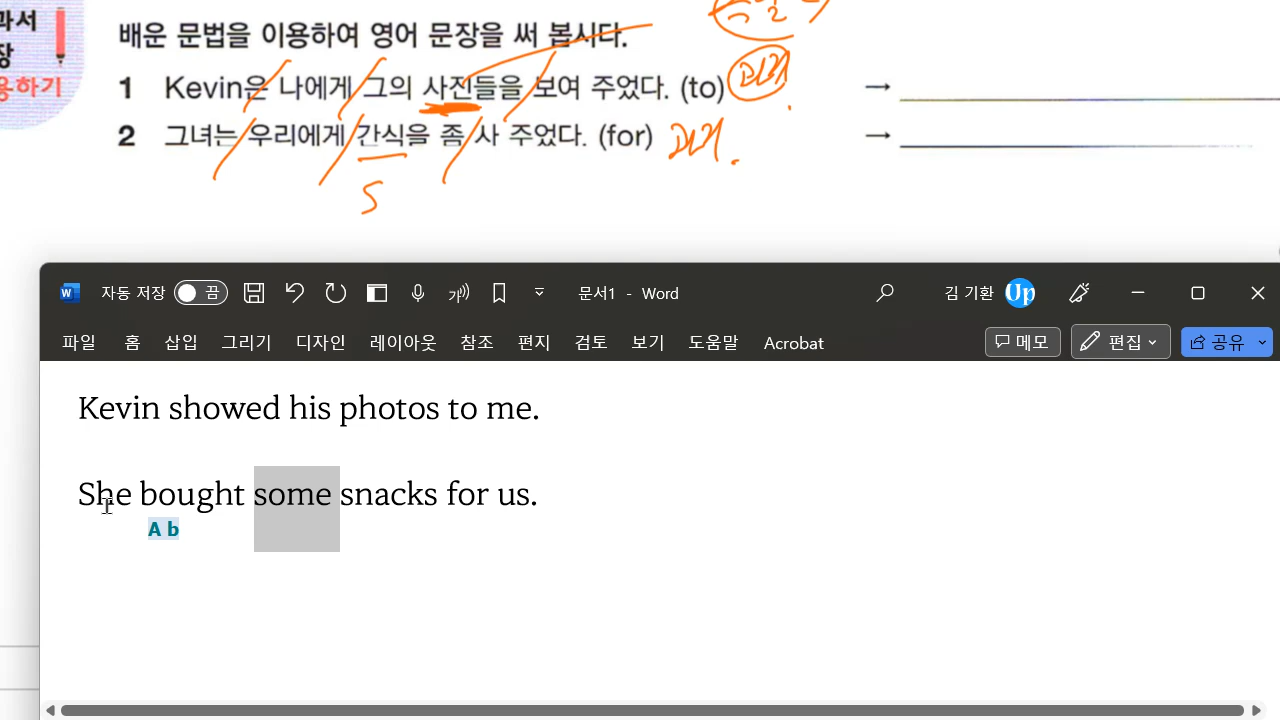 과서
장
용하기
배운 문법을 이용하여 영어 문장을 써 봅시다.
1 Kevin은 나에게 그의 사진들을 보여 주었다. (to) 과거 →
2 그녀는 우리에게 간식을 좀 사 주었다. (for) 과거. →
S
자동 저장 끔 가)) 문서1 - Word 김 기환 Up
파일 홈 삽입 그리기 디자인 레이아웃 참조 편지 검토 보기 도움말 Acrobat 메모 편집 공유
Kevin showed his photos to me.
She bought some snacks for us.
A b